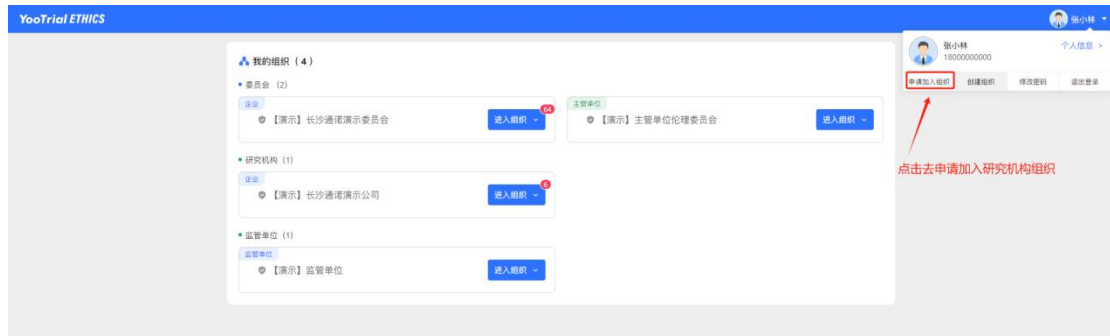 YooTrial ETHICS
张小林
我的组织（4）
委员会 (2)
企业
【演示】长沙通诺演示委员会
进入组织
64
主管单位
【演示】主管单位伦理委员会
进入组织
研究机构 (1)
企业
【演示】长沙通诺演示公司
进入组织
6
监管单位 (1)
监管单位
【演示】监管单位
进入组织
张小林
18000000000
个人信息 >
申请加入组织 创建组织 修改密码 退出登录
点击去申请加入研究机构组织